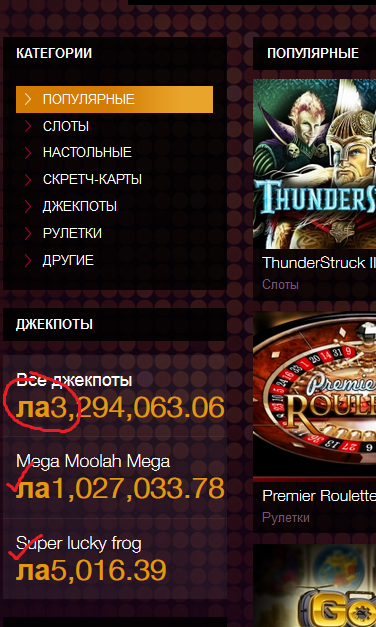 КАТЕГОРИИ
ПОПУЛЯРНЫЕ
СЛОТЫ
НАСТОЛЬНЫЕ
СКРЕТЧ-КАРТЫ
ДЖЕКПОТЫ
РУЛЕТКИ
ДРУГИЕ
ДЖЕКПОТЫ
Все джекпоты
ла3,294,063.06
Mega Moolah Mega
ла1,027,033.78
Super lucky frog
ла5,016.39
ПОПУЛЯРНЫЕ
THUNDERS
ThunderStruck II
Слоты
Premie
ROUL
Premier Roulette
Рулетки
GO